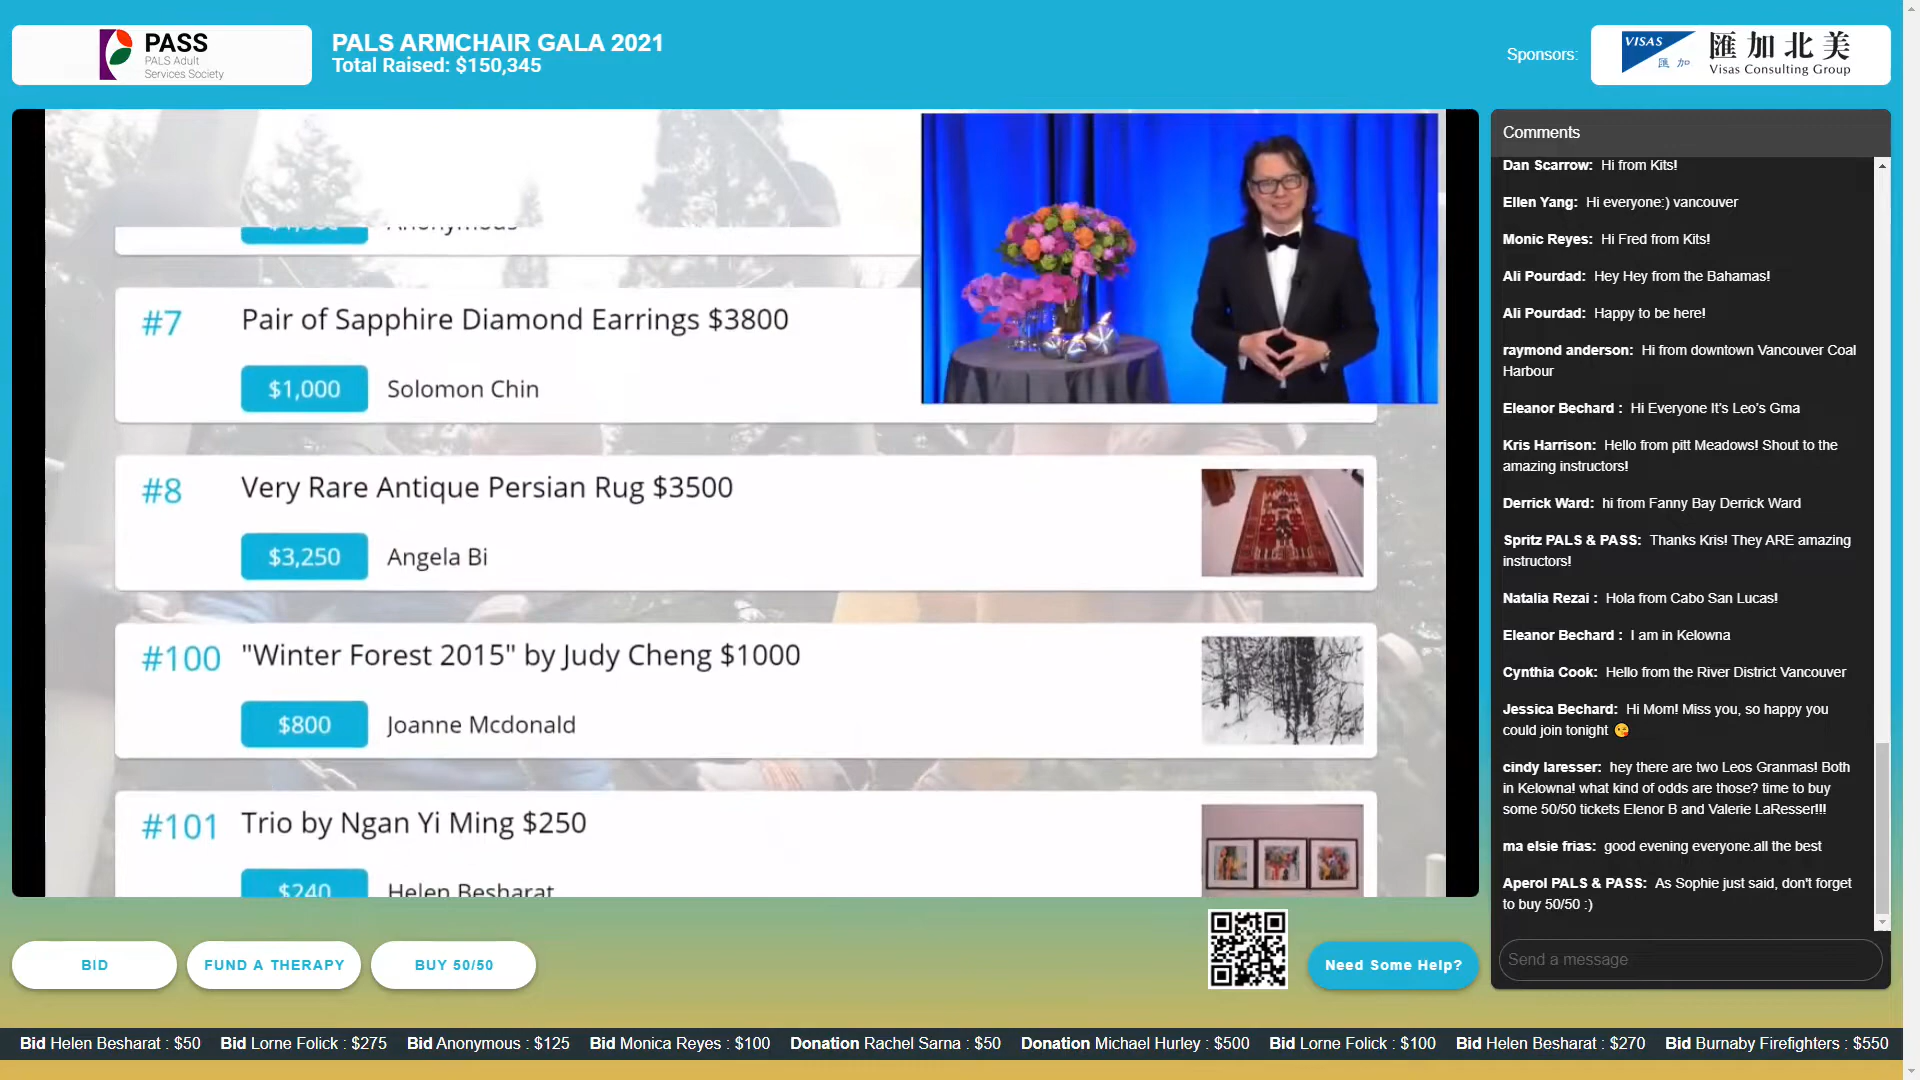 PASS
PALS Adult
Services Society
PALS ARMCHAIR GALA 2021
Total Raised: $150,345
Sponsors:
VISAS
匯 加
匯加北美
Visas Consulting Group
Anonymous
#7
Pair of Sapphire Diamond Earrings $3800
$1,000
Solomon Chin
#8
Very Rare Antique Persian Rug $3500
$3,250
Angela Bi
#100
"Winter Forest 2015" by Judy Cheng $1000
$800
Joanne Mcdonald
#101
Trio by Ngan Yi Ming $250
$240
Helen Besharat
Comments
Dan Scarrow: Hi from Kits!
Ellen Yang: Hi everyone:) vancouver
Monic Reyes: Hi Fred from Kits!
Ali Pourdad: Hey Hey from the Bahamas!
Ali Pourdad: Happy to be here!
raymond anderson: Hi from downtown Vancouver Coal
Harbour
Eleanor Bechard : Hi Everyone It's Leo's Gma
Kris Harrison: Hello from pitt Meadows! Shout to the
amazing instructors!
Derrick Ward: hi from Fanny Bay Derrick Ward
Spritz PALS & PASS: Thanks Kris! They ARE amazing
instructors!
Natalia Rezai : Hola from Cabo San Lucas!
Eleanor Bechard : I am in Kelowna
Cynthia Cook: Hello from the River District Vancouver
Jessica Bechard: Hi Mom! Miss you, so happy you
could join tonight 😘
cindy laresser: hey there are two Leos Granmas! Both
in Kelowna! what kind of odds are those? time to buy
some 50/50 tickets Elenor B and Valerie LaResser!!!
ma elsie frias: good evening everyone.all the best
Aperol PALS & PASS: As Sophie just said, don't forget
to buy 50/50 :)
Send a message
BID
FUND A THERAPY
BUY 50/50
Need Some Help?
Bid Helen Besharat : $50 Bid Lorne Folick : $275 Bid Anonymous : $125 Bid Monica Reyes : $100 Donation Rachel Sarna : $50 Donation Michael Hurley : $500 Bid Lorne Folick : $100 Bid Helen Besharat : $270 Bid Burnaby Firefighters : $550